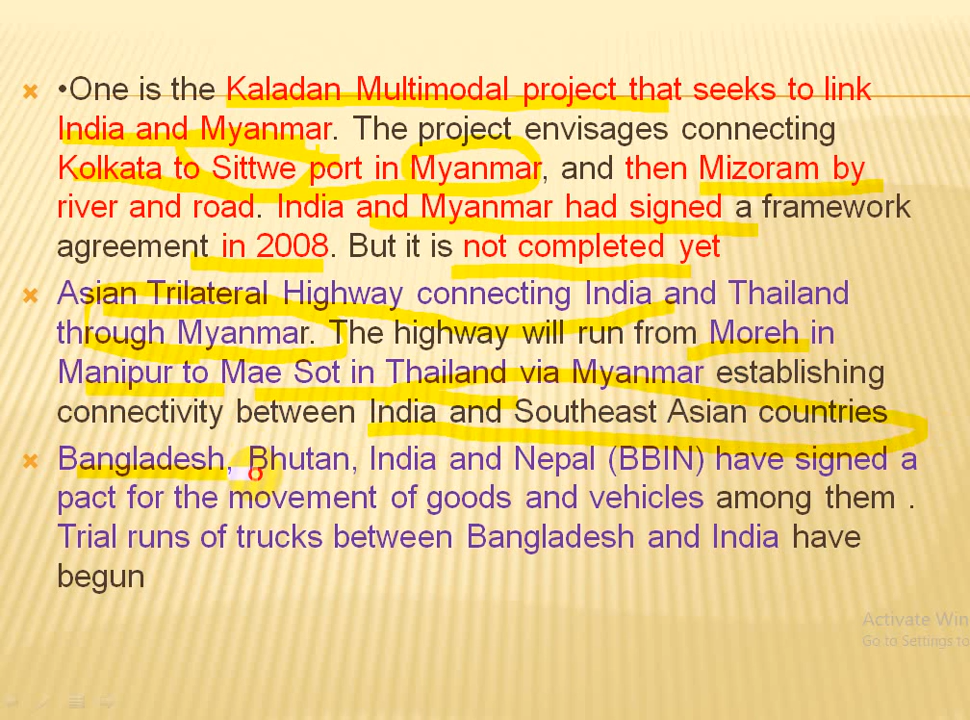 •One is the Kaladan Multimodal project that seeks to link
India and Myanmar. The project envisages connecting
Kolkata to Sittwe port in Myanmar, and then Mizoram by
river and road. India and Myanmar had signed a framework
agreement in 2008. But it is not completed yet
Asian Trilateral Highway connecting India and Thailand
through Myanmar. The highway will run from Moreh in
Manipur to Mae Sot in Thailand via Myanmar establishing
connectivity between India and Southeast Asian countries
Bangladesh, Bhutan, India and Nepal (BBIN) have signed a
pact for the movement of goods and vehicles among them .
Trial runs of trucks between Bangladesh and India have
begun
Activate Win
Go to Settings to